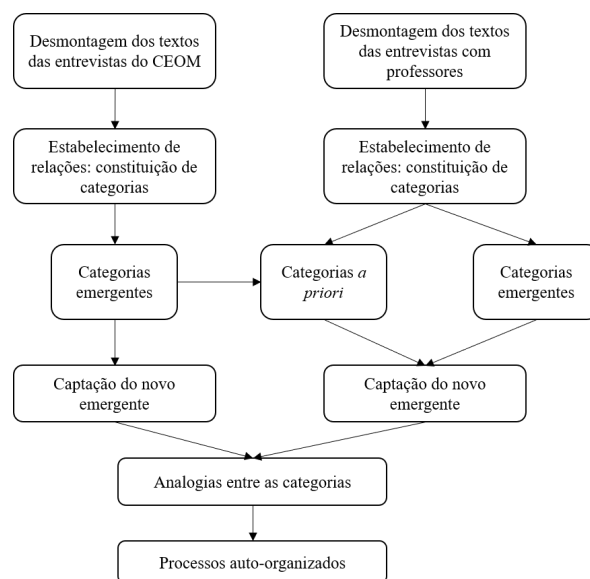 Desmontagem dos textos
das entrevistas do CEOM
Desmontagem dos textos
das entrevistas com
professores
Estabelecimento de
relações: constituição de
categorias
Estabelecimento de
relações: constituição de
categorias
Categorias
emergentes
Categorias a
priori
Categorias
emergentes
Captação do novo
emergente
Captação do novo
emergente
Analogias entre as categorias
Processos auto-organizados